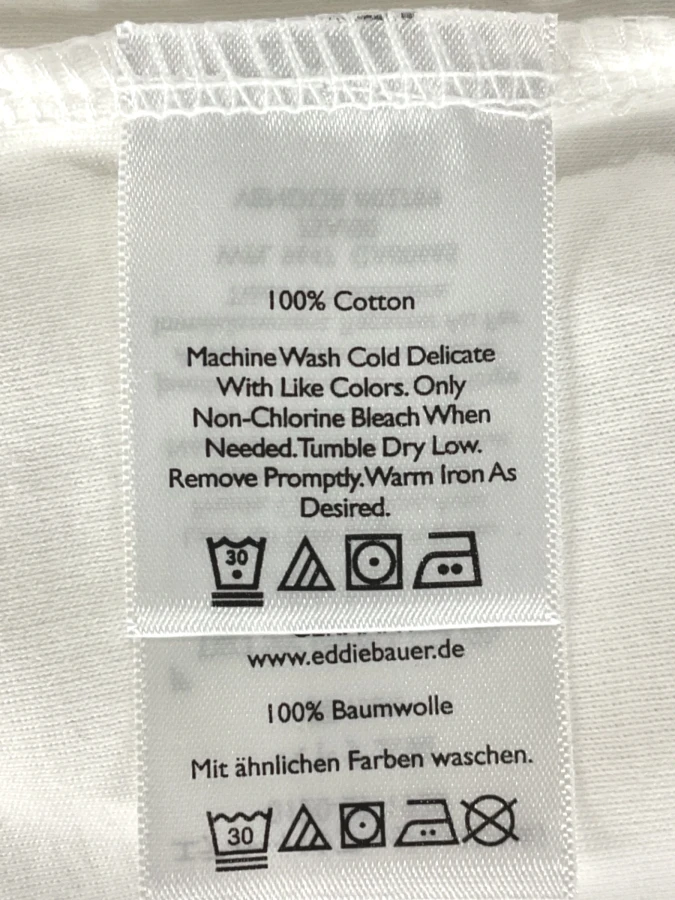 100% Cotton
Machine Wash Cold Delicate
With Like Colors. Only
Non-Chlorine Bleach When
Needed. Tumble Dry Low.
Remove Promptly. Warm Iron As
Desired.
30
www.eddiebauer.de
100% Baumwolle
Mit ähnlichen Farben waschen.
30